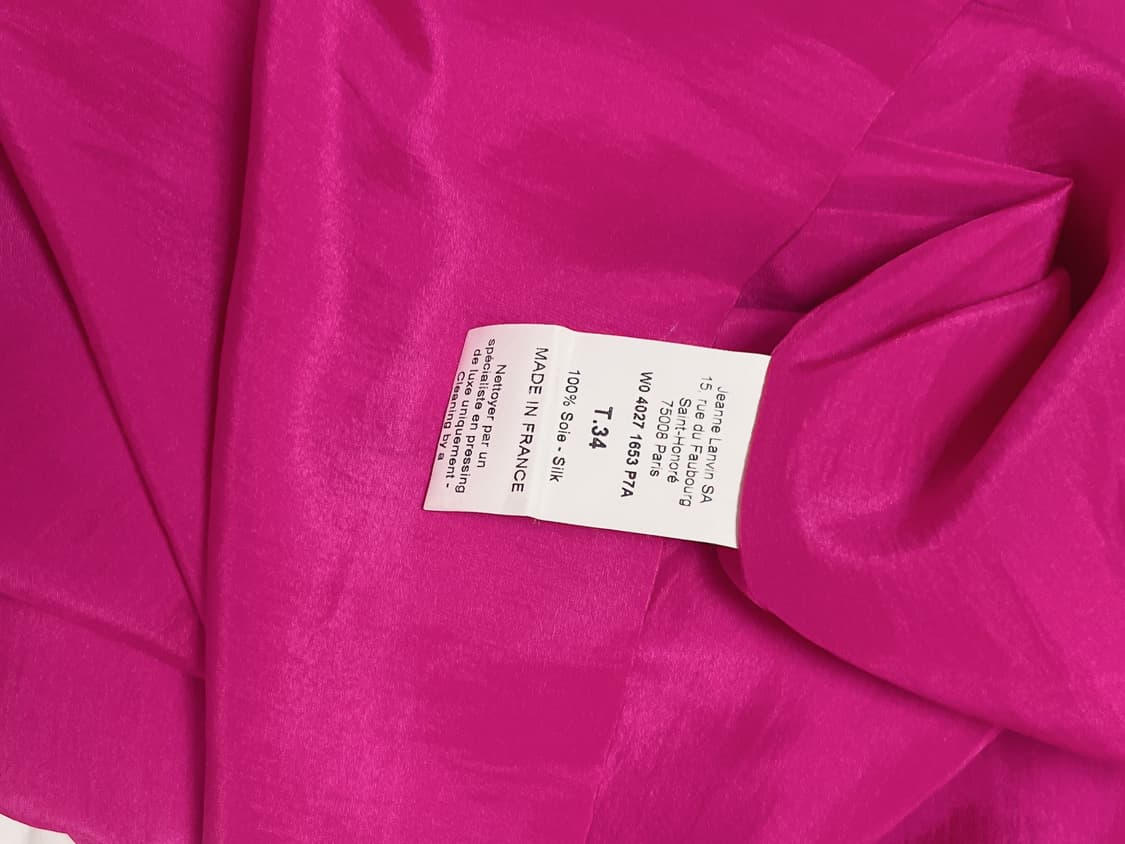 Jeanne Lanvin SA
15, rue du Faubourg
Saint-Honoré
75008 Paris
W0 4027 1653 P7A
T.34
100% Soie - Silk
MADE IN FRANCE
Nettoyer par un
spécialiste en pressing
de luxe uniquement -
Cleaning by a